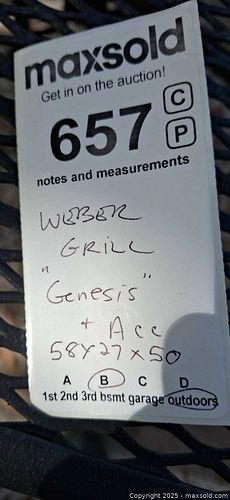 maxsold
Get in on the auction!
657 C
P
notes and measurements
WEBER
GRILL
"Genesis"
+ Acc
58x27x50
A B C D
1st 2nd 3rd bsmt garage outdoors
Copyright © 2025 - maxsold.com